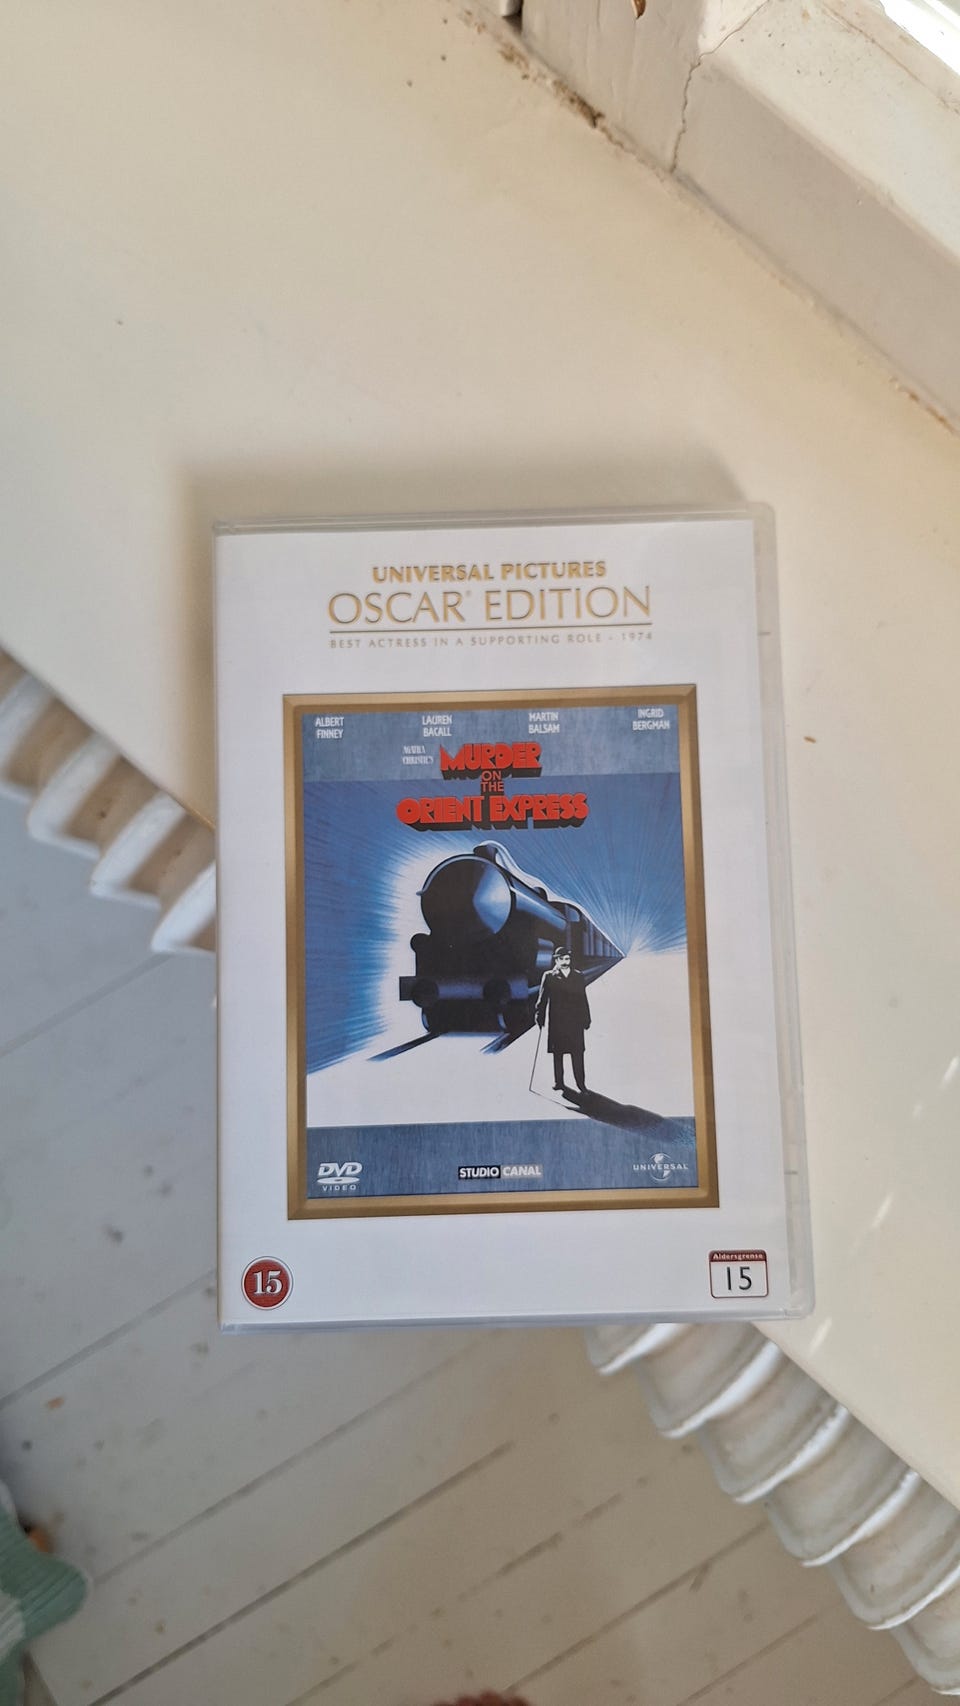 UNIVERSAL PICTURES
OSCAR® EDITION
BEST ACTRESS IN A SUPPORTING ROLE - 1974
ALBERT FINNEY
LAUREN BACALL
MARTIN BALSAM
INGRID BERGMAN
AGATHA CHRISTIE'S
MURDER
ON
THE
ORIENT EXPRESS
DVD
VIDEO
STUDIO CANAL
UNIVERSAL
15
Aldersgrense
15